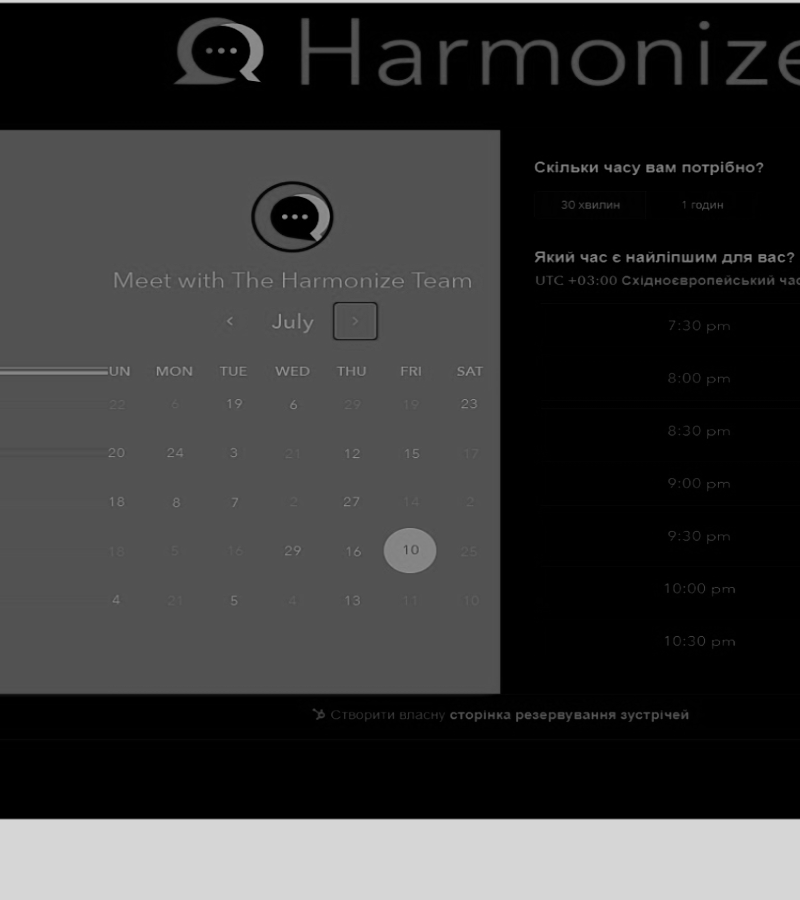 Harmonize
Meet with The Harmonize Team
< July >
UN MON TUE WED THU FRI SAT
22 6 19 6 29 19 23
20 24 3 21 12 15 17
18 8 7 2 27 14 2
18 5 16 29 16 10 25
4 21 5 4 13 11 10
Скільки часу вам потрібно?
30 хвилин 1 годин
Який час є найліпшим для вас?
UTC +03:00 Східноєвропейський час
7:30 pm
8:00 pm
8:30 pm
9:00 pm
9:30 pm
10:00 pm
10:30 pm
Створити власну сторінка резервування зустрічей